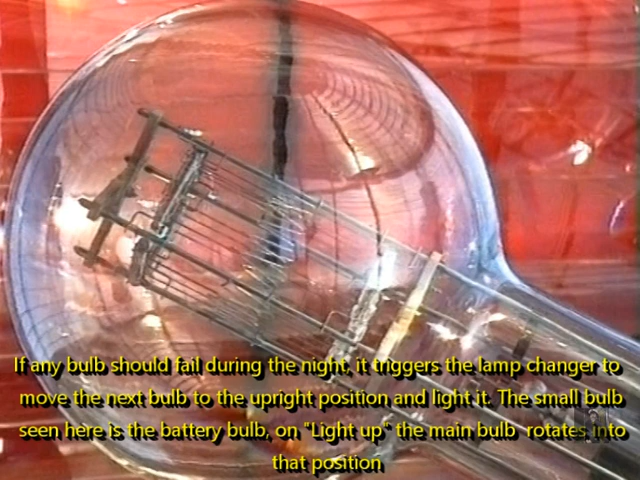 If any bulb should fail during the night, it triggers the lamp changer to
move the next bulb to the upright position and light it. The small bulb
seen here is the battery bulb, on "Light up" the main bulb rotates into
that position